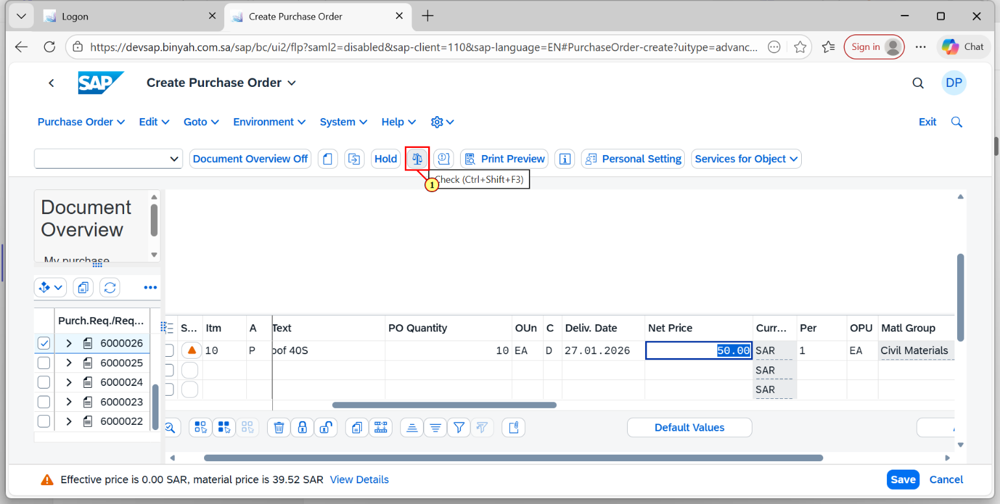 Logon
Create Purchase Order
https://devsap.binyah.com.sa/sap/bc/ui2/flp?saml2=disabled&sap-client=110&sap-language=EN#PurchaseOrder-create?uitype=advanc...
Sign in
Chat
SAP
Create Purchase Order
DP
Purchase Order
Edit
Goto
Environment
System
Help
Exit
Document Overview Off
Hold
Print Preview
Personal Setting
Services for Object
Check (Ctrl+Shift+F3)
1
Document
Overview
My purchase
Purch.Req./Req...
6000026
6000025
6000024
6000023
6000022
S... Itm A Text PO Quantity OUn C Deliv. Date Net Price Curr... Per OPU Matl Group
10 P oof 40S 10 EA D 27.01.2026 50.00 SAR 1 EA Civil Materials
SAR
SAR
Default Values
Effective price is 0.00 SAR, material price is 39.52 SAR View Details
Save
Cancel